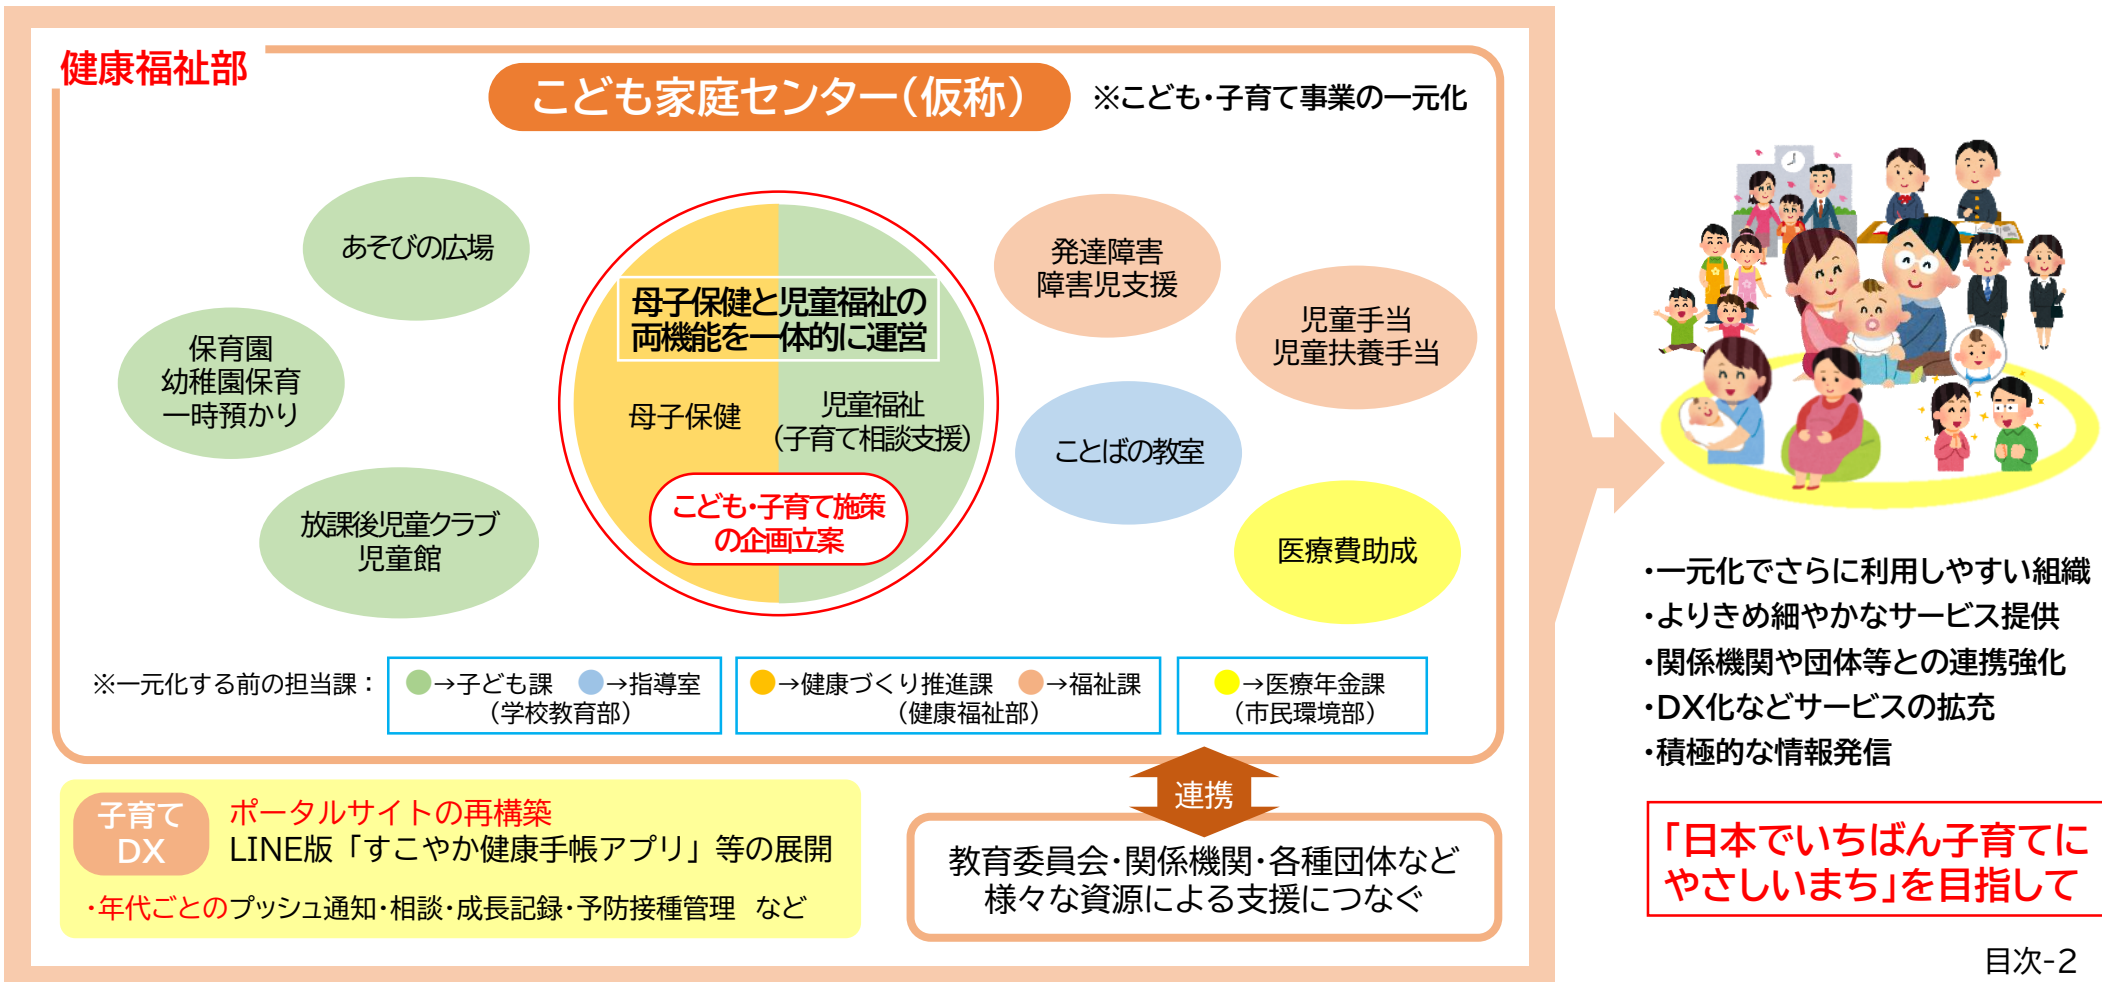 健康福祉部
こども家庭センター(仮称)
※こども・子育て事業の一元化
あそびの広場
保育園
幼稚園保育
一時預かり
放課後児童クラブ
児童館
母子保健と児童福祉の
両機能を一体的に運営
母子保健
児童福祉
(子育て相談支援)
こども・子育て施策
の企画立案
発達障害
障害児支援
児童手当
児童扶養手当
ことばの教室
医療費助成
※一元化する前の担当課：
→子ども課 →指導室
(学校教育部)
→健康づくり推進課 →福祉課
(健康福祉部)
→医療年金課
(市民環境部)
連携
子育て
DX
ポータルサイトの再構築
LINE版「すこやか健康手帳アプリ」等の展開
・年代ごとのプッシュ通知・相談・成長記録・予防接種管理 など
教育委員会・関係機関・各種団体など
様々な資源による支援につなぐ
・一元化でさらに利用しやすい組織
・よりきめ細やかなサービス提供
・関係機関や団体等との連携強化
・DX化などサービスの拡充
・積極的な情報発信
「日本でいちばん子育てに
やさしいまち」を目指して
目次-2